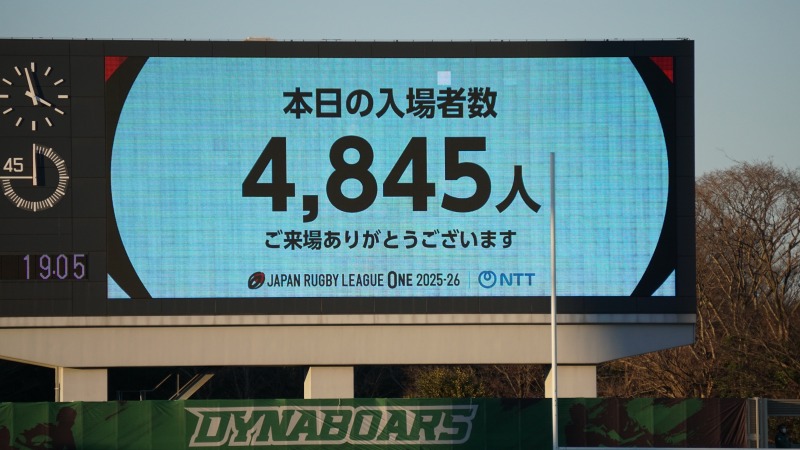 本日の入場者数
4,845人
ご来場ありがとうございます
JAPAN RUGBY LEAGUE ONE 2025-26 NTT
45
19:05
DYNABOARS